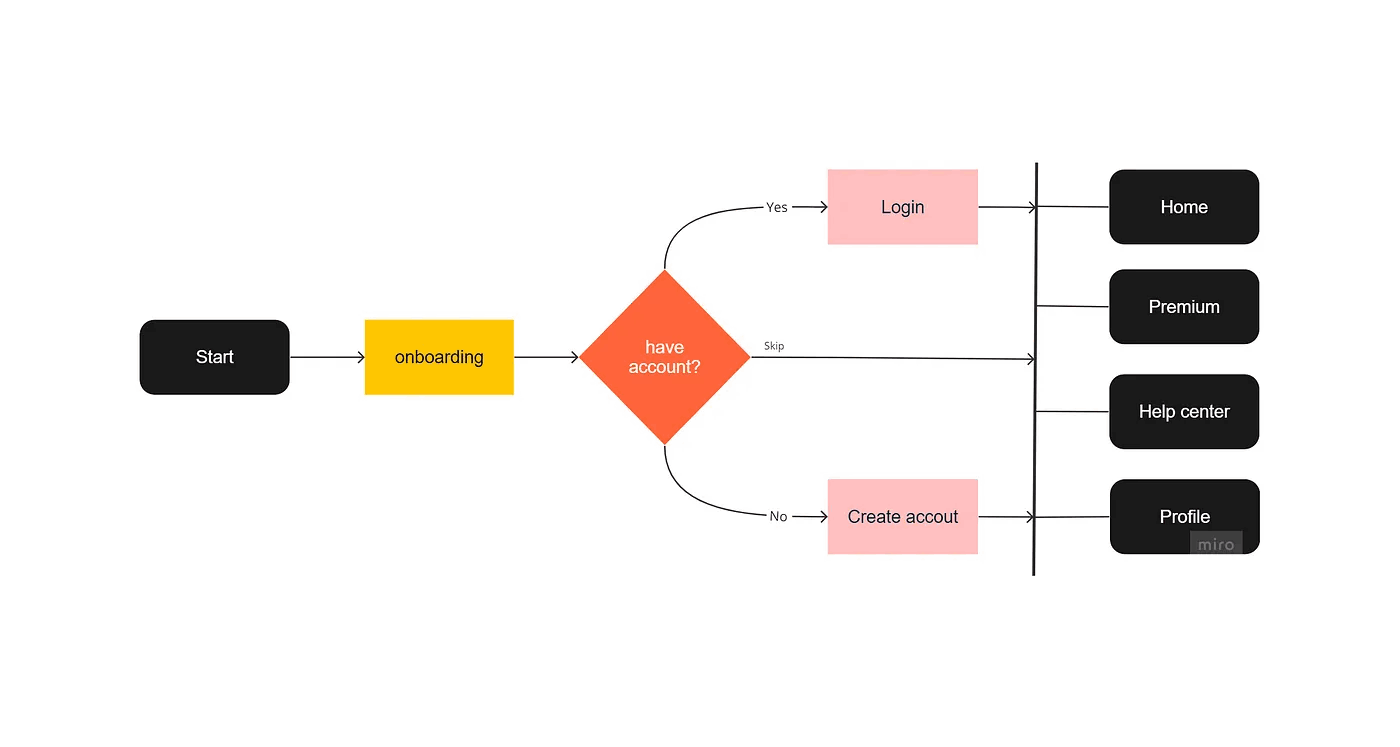 Start
onboarding
have
account?
Yes
Skip
No
Login
Create accout
Home
Premium
Help center
Profile
miro